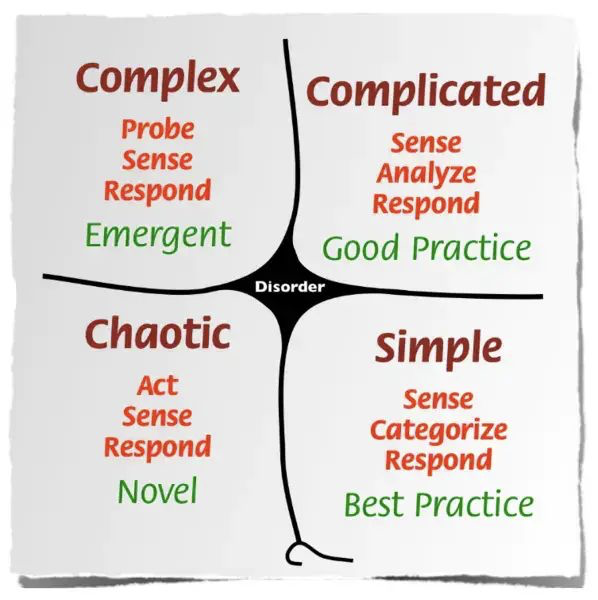 Complex
Probe
Sense
Respond
Emergent
Complicated
Sense
Analyze
Respond
Good Practice
Disorder
Chaotic
Act
Sense
Respond
Novel
Simple
Sense
Categorize
Respond
Best Practice